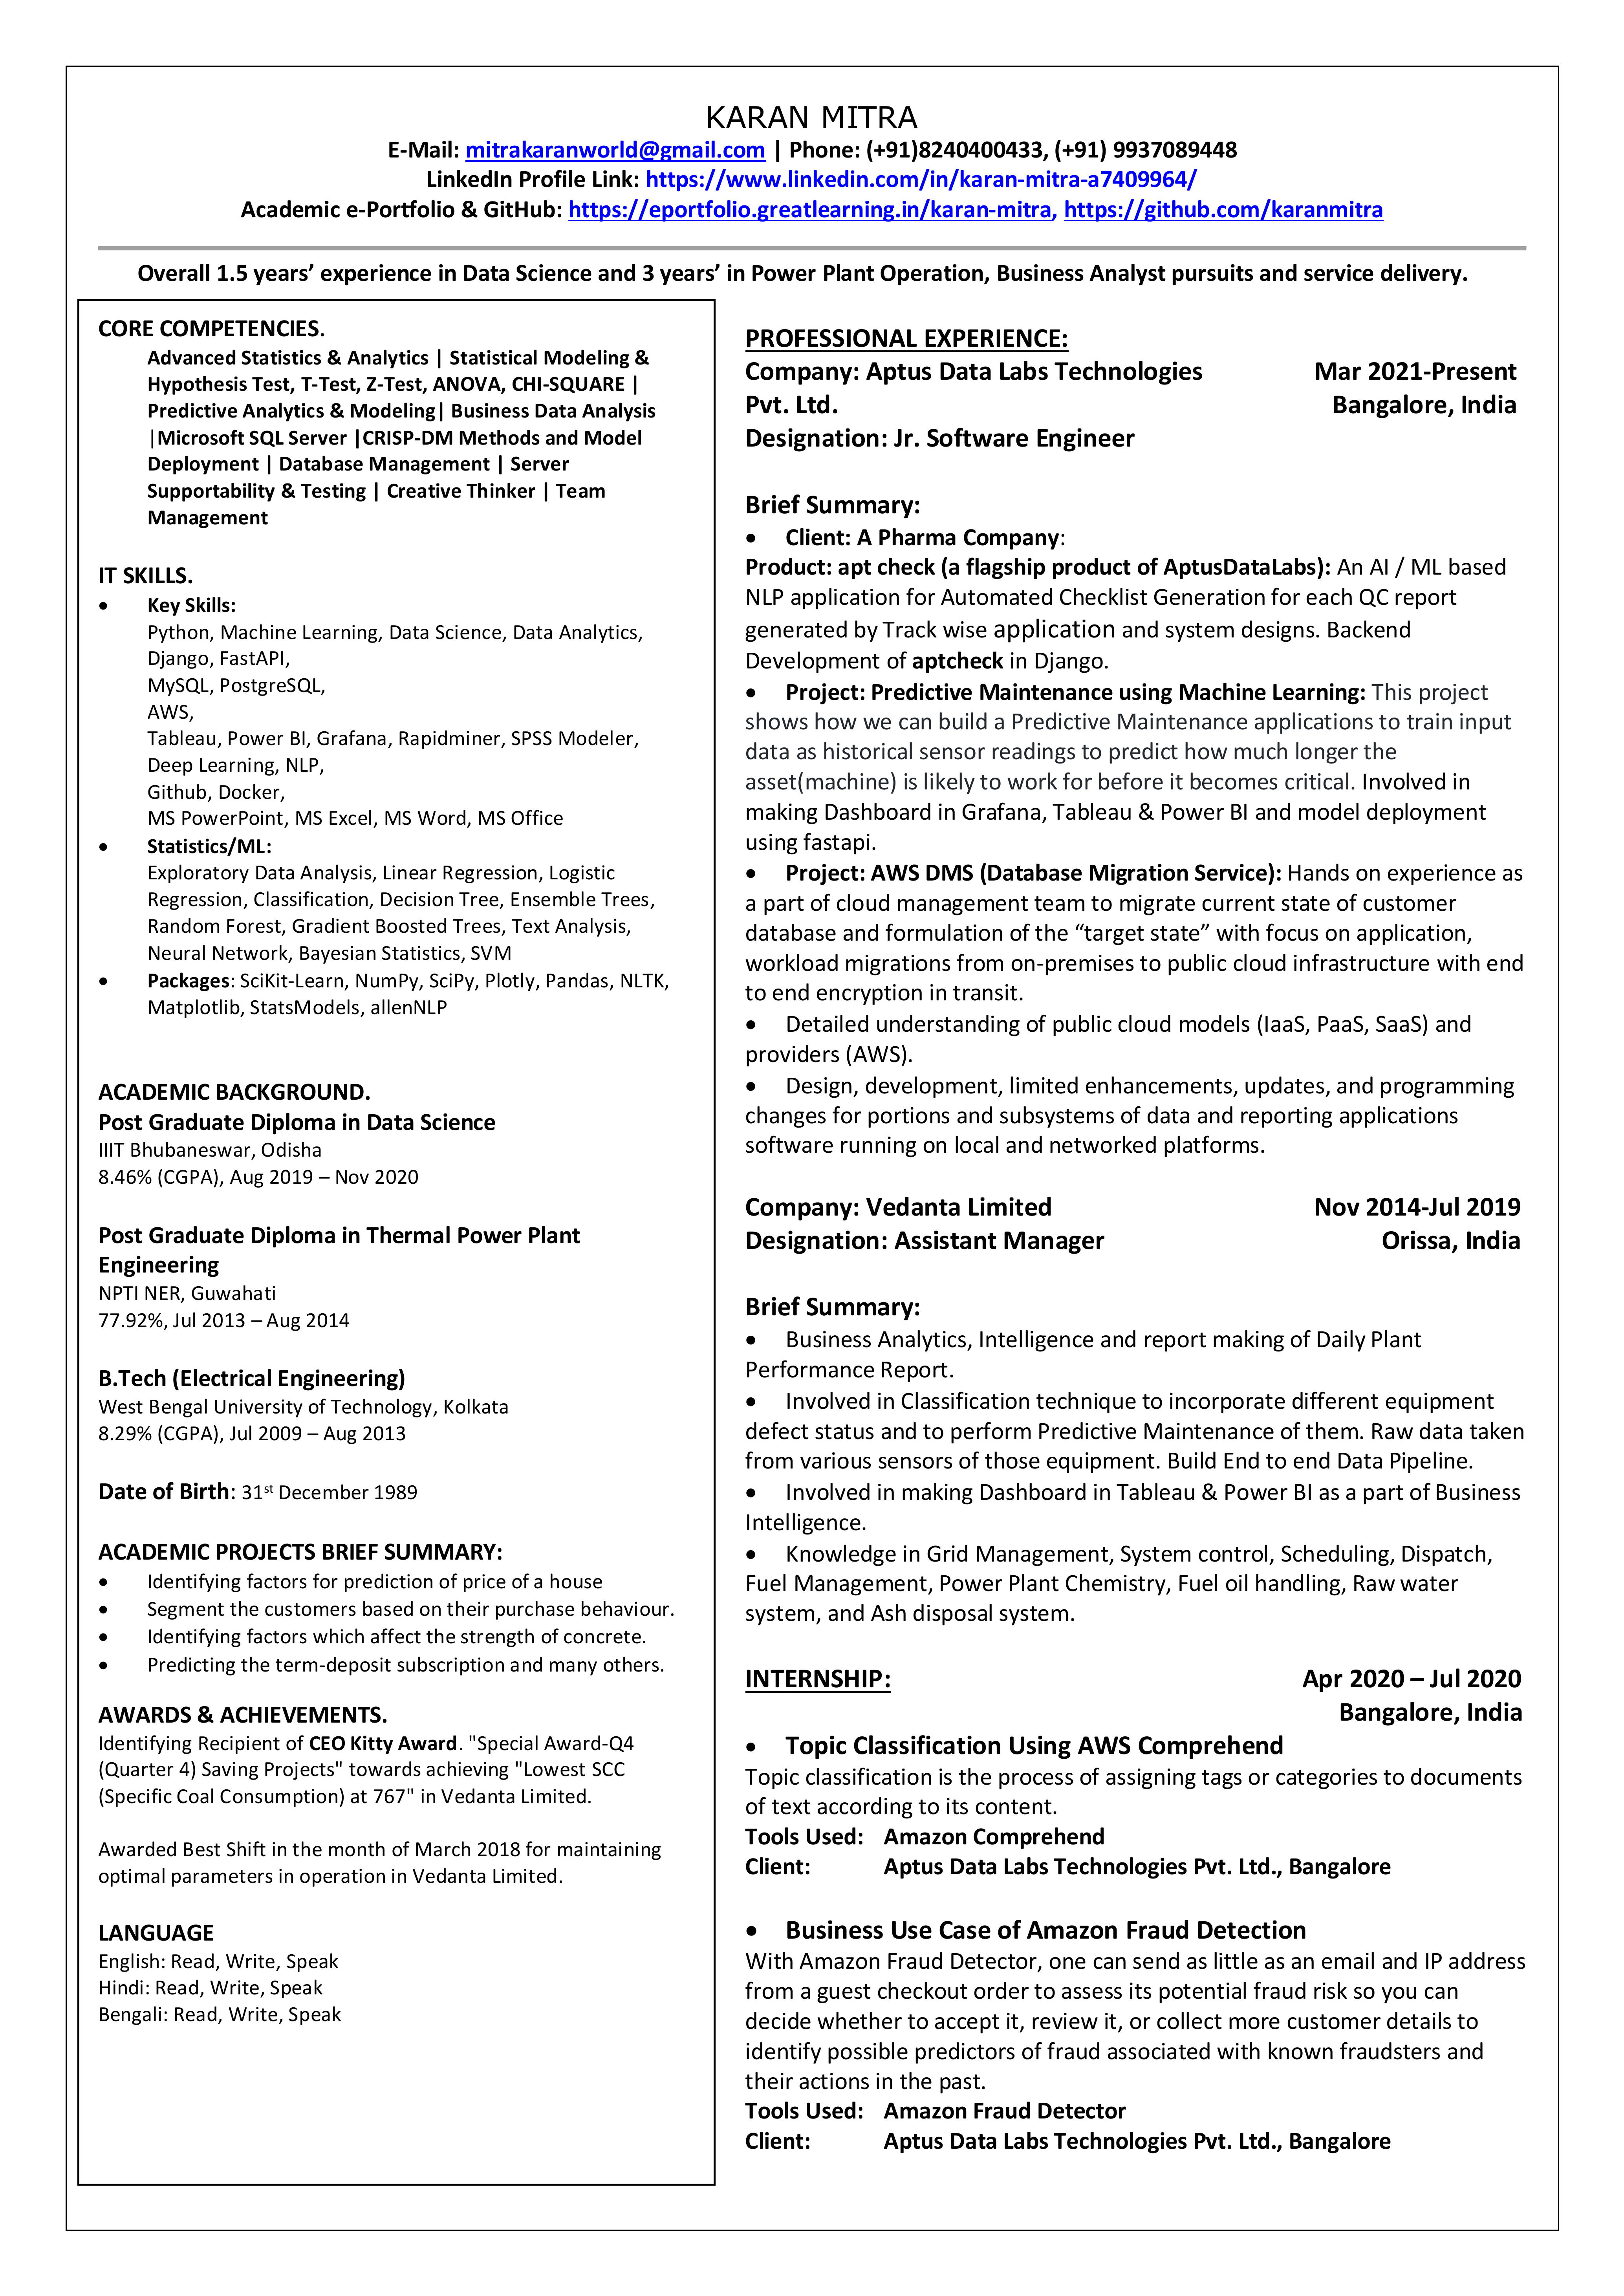 KARAN MITRA
E-Mail: mitrakaranworld@gmail.com | Phone: (+91)8240400433, (+91) 9937089448
LinkedIn Profile Link: https://www.linkedin.com/in/karan-mitra-a7409964/
Academic e-Portfolio & GitHub: https://eportfolio.greatlearning.in/karan-mitra, https://github.com/karanmitra
Overall 1.5 years’ experience in Data Science and 3 years’ in Power Plant Operation, Business Analyst pursuits and service delivery.
CORE COMPETENCIES.
Advanced Statistics & Analytics | Statistical Modeling &
Hypothesis Test, T-Test, Z-Test, ANOVA, CHI-SQUARE |
Predictive Analytics & Modeling| Business Data Analysis
|Microsoft SQL Server |CRISP-DM Methods and Model
Deployment | Database Management | Server
Supportability & Testing | Creative Thinker | Team
Management
IT SKILLS.
• Key Skills:
Python, Machine Learning, Data Science, Data Analytics,
Django, FastAPI,
MySQL, PostgreSQL,
AWS,
Tableau, Power BI, Grafana, Rapidminer, SPSS Modeler,
Deep Learning, NLP,
Github, Docker,
MS PowerPoint, MS Excel, MS Word, MS Office
• Statistics/ML:
Exploratory Data Analysis, Linear Regression, Logistic
Regression, Classification, Decision Tree, Ensemble Trees,
Random Forest, Gradient Boosted Trees, Text Analysis,
Neural Network, Bayesian Statistics, SVM
• Packages: SciKit-Learn, NumPy, SciPy, Plotly, Pandas, NLTK,
Matplotlib, StatsModels, allenNLP
ACADEMIC BACKGROUND.
Post Graduate Diploma in Data Science
IIIT Bhubaneswar, Odisha
8.46% (CGPA), Aug 2019 – Nov 2020
Post Graduate Diploma in Thermal Power Plant
Engineering
NPTI NER, Guwahati
77.92%, Jul 2013 – Aug 2014
B.Tech (Electrical Engineering)
West Bengal University of Technology, Kolkata
8.29% (CGPA), Jul 2009 – Aug 2013
Date of Birth: 31st December 1989
ACADEMIC PROJECTS BRIEF SUMMARY:
• Identifying factors for prediction of price of a house
• Segment the customers based on their purchase behaviour.
• Identifying factors which affect the strength of concrete.
• Predicting the term-deposit subscription and many others.
AWARDS & ACHIEVEMENTS.
Identifying Recipient of CEO Kitty Award. "Special Award-Q4
(Quarter 4) Saving Projects" towards achieving "Lowest SCC
(Specific Coal Consumption) at 767" in Vedanta Limited.
Awarded Best Shift in the month of March 2018 for maintaining
optimal parameters in operation in Vedanta Limited.
LANGUAGE
English: Read, Write, Speak
Hindi: Read, Write, Speak
Bengali: Read, Write, Speak
PROFESSIONAL EXPERIENCE:
Company: Aptus Data Labs Technologies Mar 2021-Present
Pvt. Ltd. Bangalore, India
Designation: Jr. Software Engineer
Brief Summary:
• Client: A Pharma Company:
Product: apt check (a flagship product of AptusDataLabs): An AI / ML based
NLP application for Automated Checklist Generation for each QC report
generated by Track wise application and system designs. Backend
Development of aptcheck in Django.
• Project: Predictive Maintenance using Machine Learning: This project
shows how we can build a Predictive Maintenance applications to train input
data as historical sensor readings to predict how much longer the
asset(machine) is likely to work for before it becomes critical. Involved in
making Dashboard in Grafana, Tableau & Power BI and model deployment
using fastapi.
• Project: AWS DMS (Database Migration Service): Hands on experience as
a part of cloud management team to migrate current state of customer
database and formulation of the “target state” with focus on application,
workload migrations from on-premises to public cloud infrastructure with end
to end encryption in transit.
• Detailed understanding of public cloud models (IaaS, PaaS, SaaS) and
providers (AWS).
• Design, development, limited enhancements, updates, and programming
changes for portions and subsystems of data and reporting applications
software running on local and networked platforms.
Company: Vedanta Limited Nov 2014-Jul 2019
Designation: Assistant Manager Orissa, India
Brief Summary:
• Business Analytics, Intelligence and report making of Daily Plant
Performance Report.
• Involved in Classification technique to incorporate different equipment
defect status and to perform Predictive Maintenance of them. Raw data taken
from various sensors of those equipment. Build End to end Data Pipeline.
• Involved in making Dashboard in Tableau & Power BI as a part of Business
Intelligence.
• Knowledge in Grid Management, System control, Scheduling, Dispatch,
Fuel Management, Power Plant Chemistry, Fuel oil handling, Raw water
system, and Ash disposal system.
INTERNSHIP: Apr 2020 – Jul 2020
Bangalore, India
• Topic Classification Using AWS Comprehend
Topic classification is the process of assigning tags or categories to documents
of text according to its content.
Tools Used: Amazon Comprehend
Client: Aptus Data Labs Technologies Pvt. Ltd., Bangalore
• Business Use Case of Amazon Fraud Detection
With Amazon Fraud Detector, one can send as little as an email and IP address
from a guest checkout order to assess its potential fraud risk so you can
decide whether to accept it, review it, or collect more customer details to
identify possible predictors of fraud associated with known fraudsters and
their actions in the past.
Tools Used: Amazon Fraud Detector
Client: Aptus Data Labs Technologies Pvt. Ltd., Bangalore